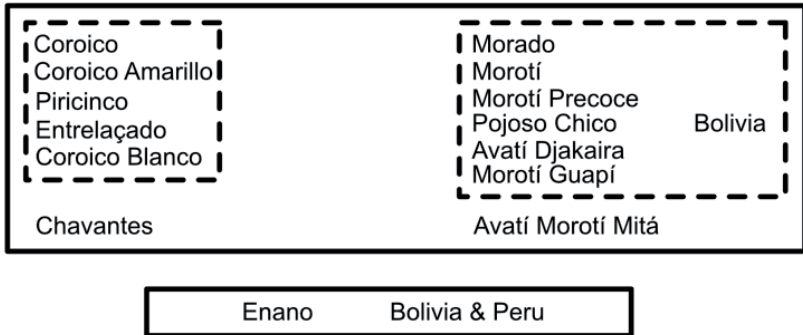 Coroico
Coroico Amarillo
Piricinco
Entrelaçado
Coroico Blanco
Chavantes
Morado
Morotí
Morotí Precoce
Pojoso Chico Bolivia
Avatí Djakaira
Morotí Guapí
Avatí Morotí Mitá
Enano Bolivia & Peru